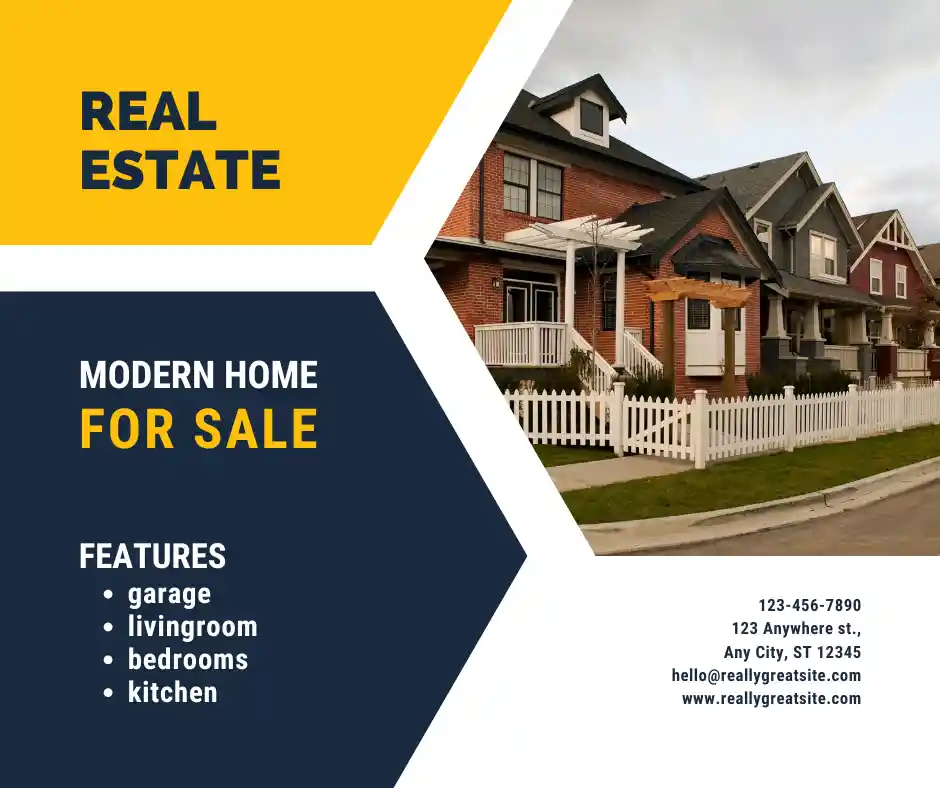 REAL
ESTATE
MODERN HOME
FOR SALE
FEATURES
• garage
• livingroom
• bedrooms
• kitchen
123-456-7890
123 Anywhere st.,
Any City, ST 12345
hello@reallygreatsite.com
www.reallygreatsite.com